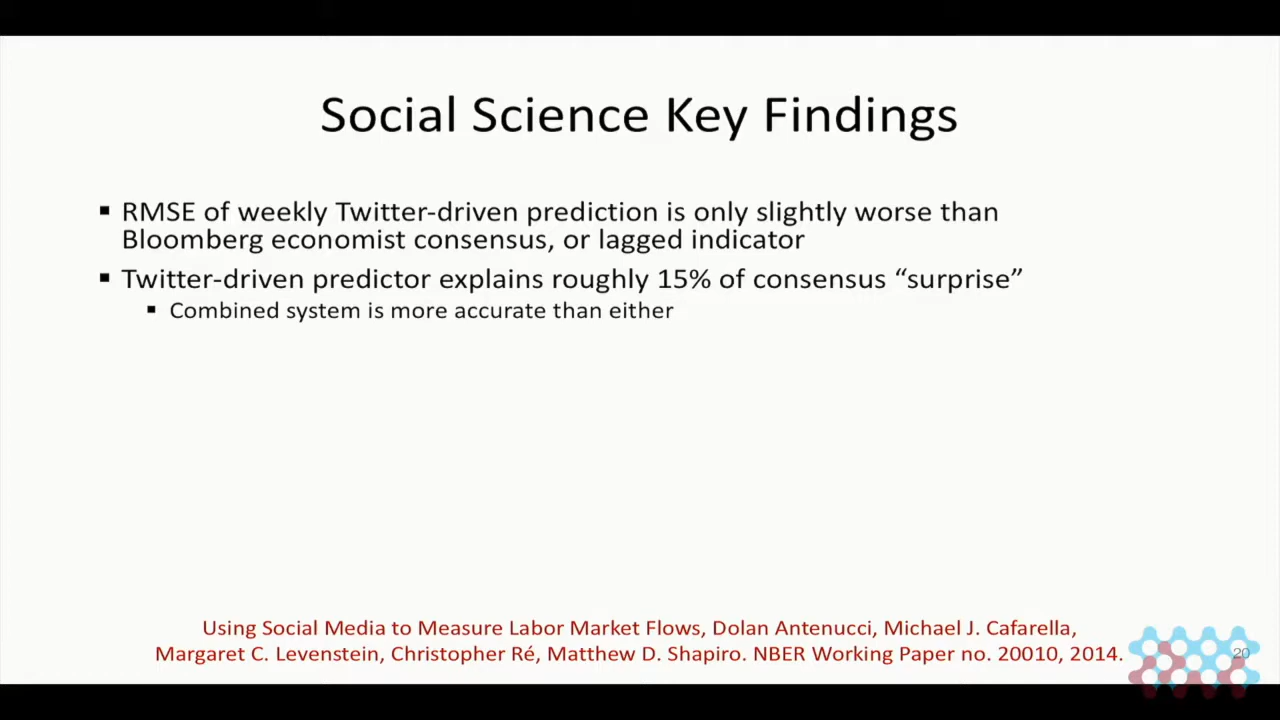 Social Science Key Findings
▪ RMSE of weekly Twitter-driven prediction is only slightly worse than
Bloomberg economist consensus, or lagged indicator
▪ Twitter-driven predictor explains roughly 15% of consensus “surprise”
▪ Combined system is more accurate than either
Using Social Media to Measure Labor Market Flows, Dolan Antenucci, Michael J. Cafarella,
Margaret C. Levenstein, Christopher Ré, Matthew D. Shapiro. NBER Working Paper no. 20010, 2014.
20